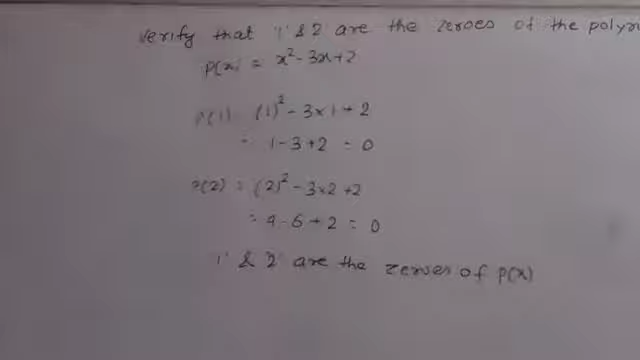 Verify that '1' & '2' are the zeroes of the polyn
P(x) = x² - 3x + 2
P(1) = (1)² - 3×1 + 2
= 1 - 3 + 2 = 0
P(2) = (2)² - 3×2 + 2
= 4 - 6 + 2 = 0
'1' & '2' are the zeroes of P(x)